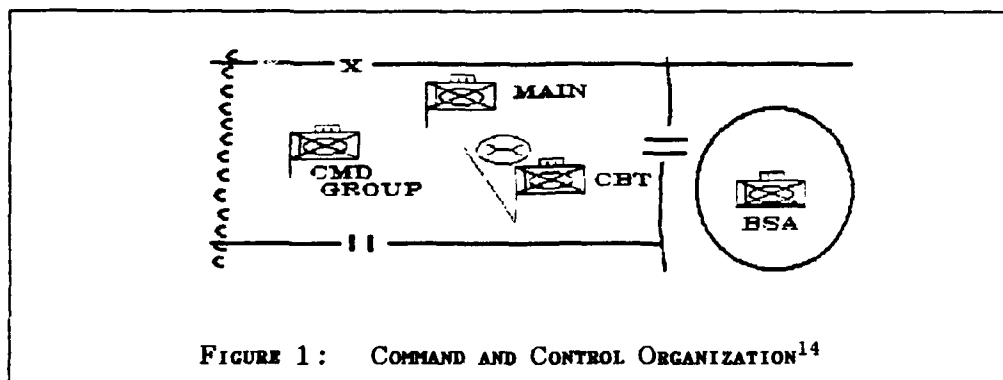 X
MAIN
CMD
GROUP
CBT
BSA
II
FIGURE 1: COMMAND AND CONTROL ORGANIZATION14